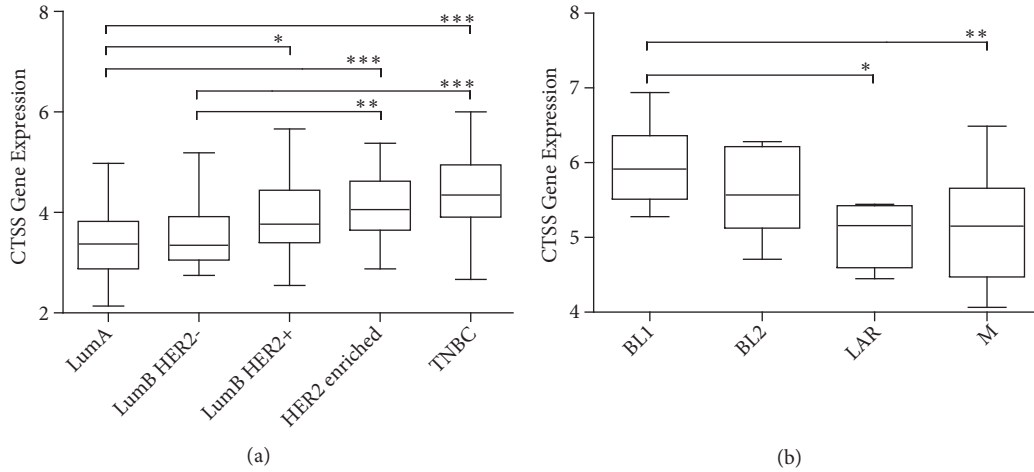 8
6
4
2
CTSS Gene Expression
***
*
***
***
**
LumA
LumB HER2-
LumB HER2+
HER2 enriched
TNBC
(a)
8
7
6
5
4
CTSS Gene Expression
**
*
BL1
BL2
LAR
M
(b)